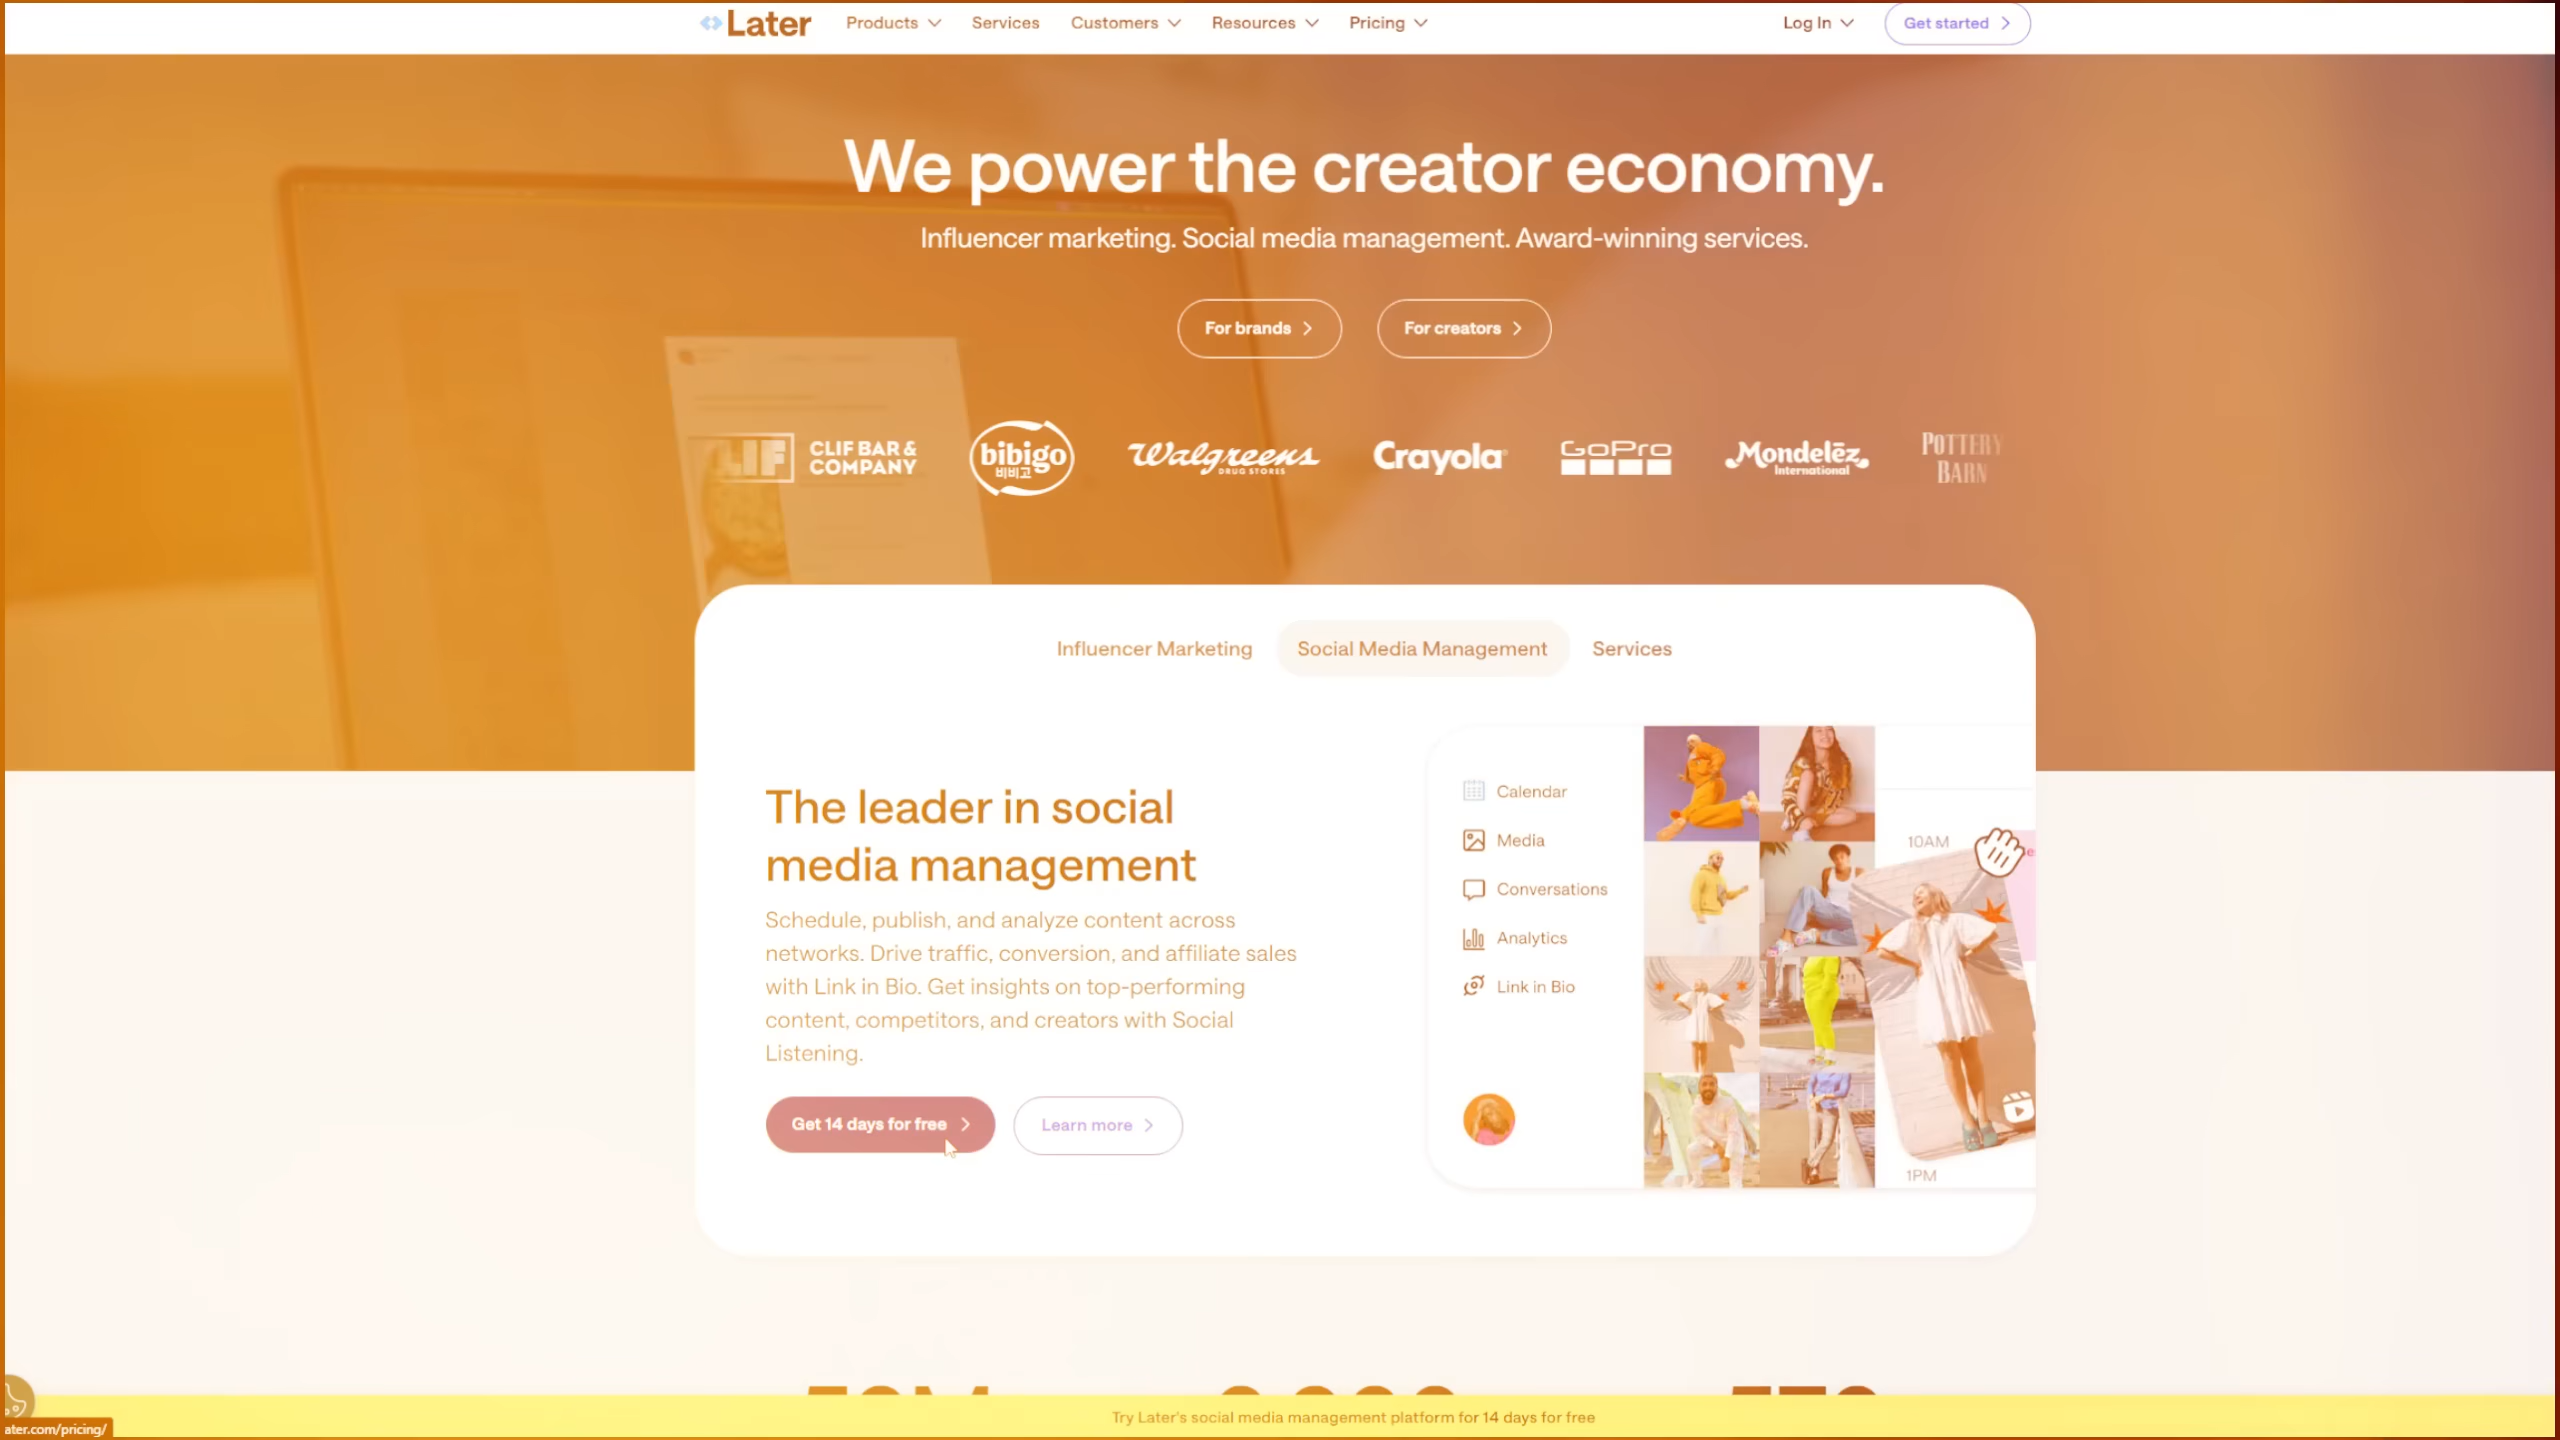 Later
Products
Services
Customers
Resources
Pricing
Log In
Get started
We power the creator economy.
Influencer marketing. Social media management. Award-winning services.
For brands
For creators
CLIF BAR &
COMPANY
bibigo
비비고
Walgreens
DRUG STORES
Crayola
GoPro
Mondelēz
International
POTTERY
BARN
Influencer Marketing
Social Media Management
Services
The leader in social
media management
Schedule, publish, and analyze content across
networks. Drive traffic, conversion, and affiliate sales
with Link in Bio. Get insights on top-performing
content, competitors, and creators with Social
Listening.
Get 14 days for free
Learn more
Calendar
Media
Conversations
Analytics
Link in Bio
10AM
1PM
Try Later's social media management platform for 14 days for free
ater.com/pricing/